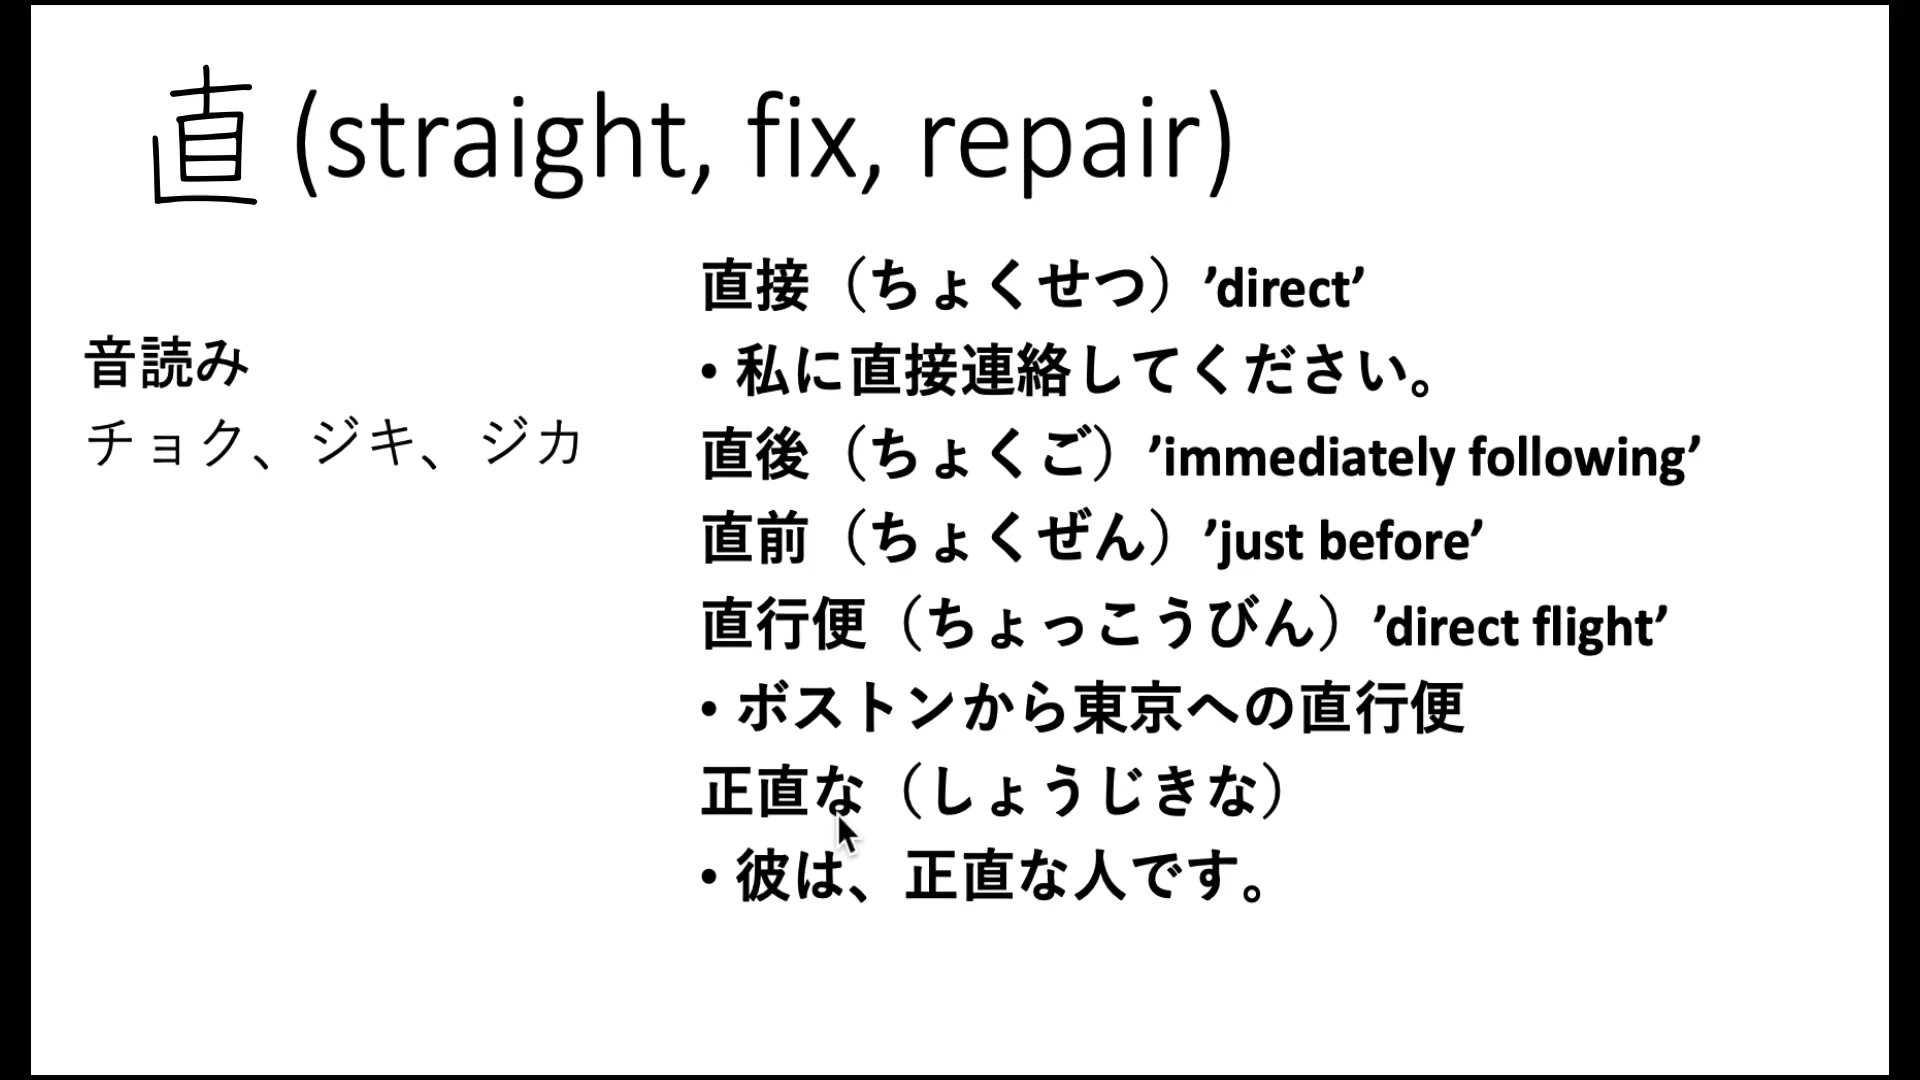 直 (straight, fix, repair)
音読み
チョク、ジキ、ジカ
直接（ちょくせつ）’direct’
• 私に直接連絡してください。
直後（ちょくご）’immediately following’
直前（ちょくぜん）’just before’
直行便（ちょっこうびん）’direct flight’
• ボストンから東京への直行便
正直な（しょうじきな）
• 彼は、正直な人です。